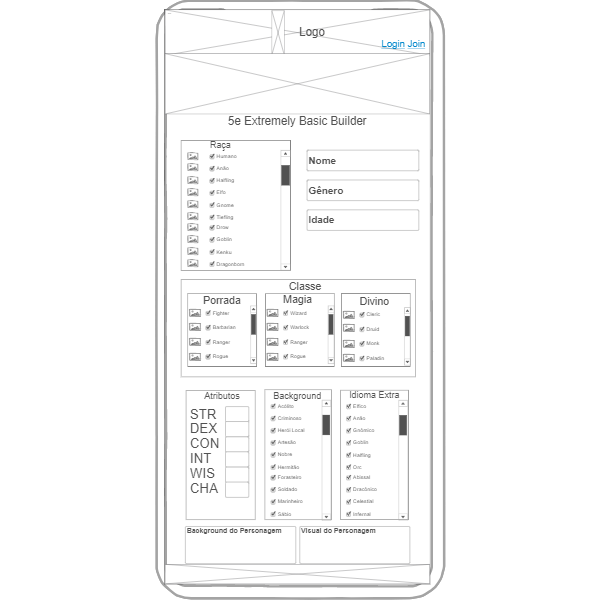 Logo
Login Join
5e Extremely Basic Builder
Raça
Humano
Anão
Halfling
Elfo
Gnome
Tiefling
Drow
Goblin
Kenku
Dragonborn
Nome
Gênero
Idade
Classe
Porrada
Fighter
Barbarian
Ranger
Rogue
Magia
Wizard
Warlock
Ranger
Rogue
Divino
Cleric
Druid
Monk
Paladin
Atributos
STR
DEX
CON
INT
WIS
CHA
Background
Acólito
Criminoso
Herói Local
Artesão
Nobre
Hermitão
Forasteiro
Soldado
Marinheiro
Sábio
Idioma Extra
Élfico
Anão
Gnômico
Goblin
Halfling
Orc
Abissal
Dracônico
Celestial
Infernal
Background do Personagem
Visual do Personagem